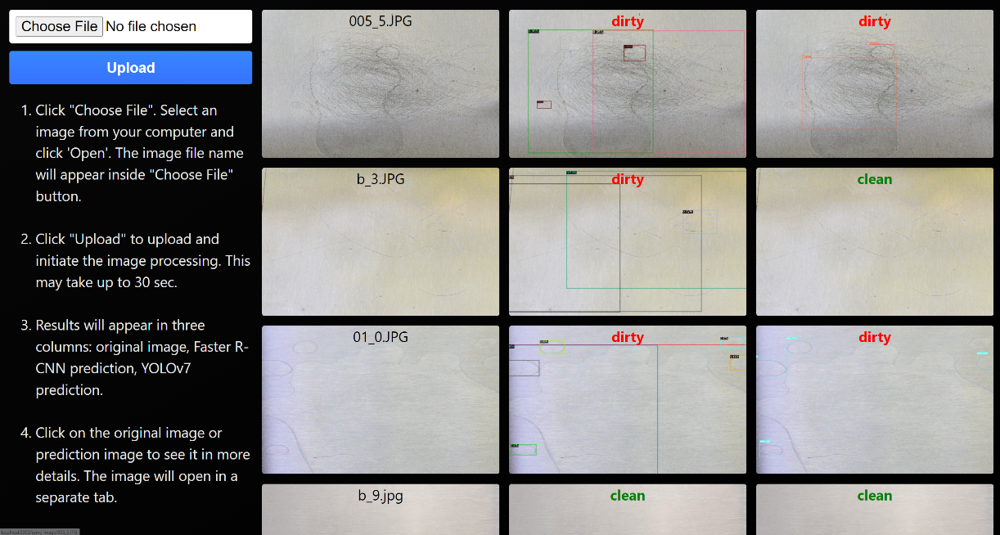 Choose File No file chosen
Upload
1. Click "Choose File". Select an
image from your computer and
click 'Open'. The image file name
will appear inside "Choose File"
button.
2. Click "Upload" to upload and
initiate the image processing. This
may take up to 30 sec.
3. Results will appear in three
columns: original image, Faster R-
CNN prediction, YOLOv7
prediction.
4. Click on the original image or
prediction image to see it in more
details. The image will open in a
separate tab.
005_5.JPG
dirty
dirty
b_3.JPG
dirty
clean
01_0.JPG
dirty
dirty
b_9.jpg
clean
clean